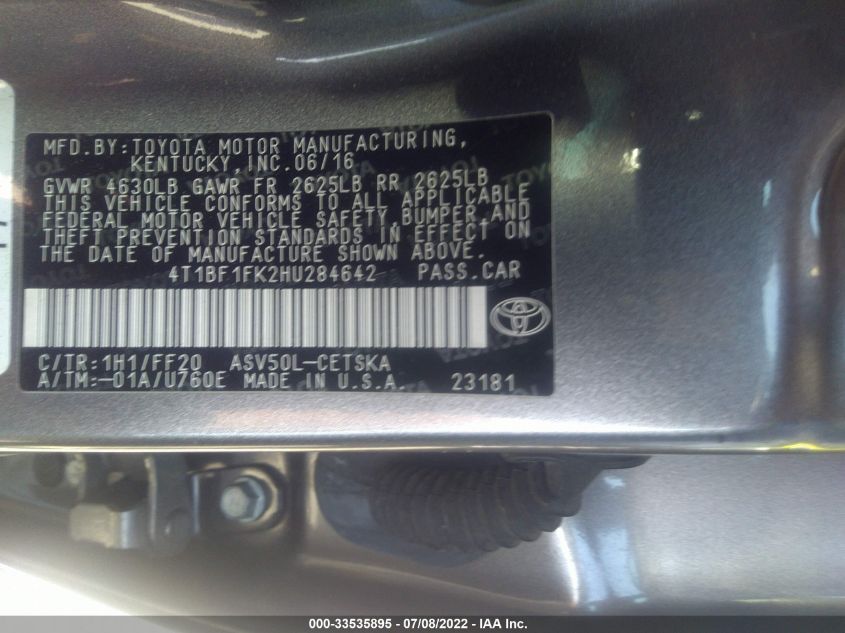 MFD.BY:TOYOTA MOTOR MANUFACTURING,
KENTUCKY,INC.06/16
GVWR 4630LB GAWR FR 2625LB RR 2625LB
THIS VEHICLE CONFORMS TO ALL APPLICABLE
FEDERAL MOTOR VEHICLE SAFETY,BUMPER,AND
THEFT PREVENTION STANDARDS IN EFFECT ON
THE DATE OF MANUFACTURE SHOWN ABOVE.
4T1BF1FK2HU284642 PASS.CAR
C/TR:1H1/FF20 ASV50L-CETSKA
A/TM:-01A/U760E MADE IN U.S.A. 23181
000-33535895 - 07/08/2022 - IAA Inc.